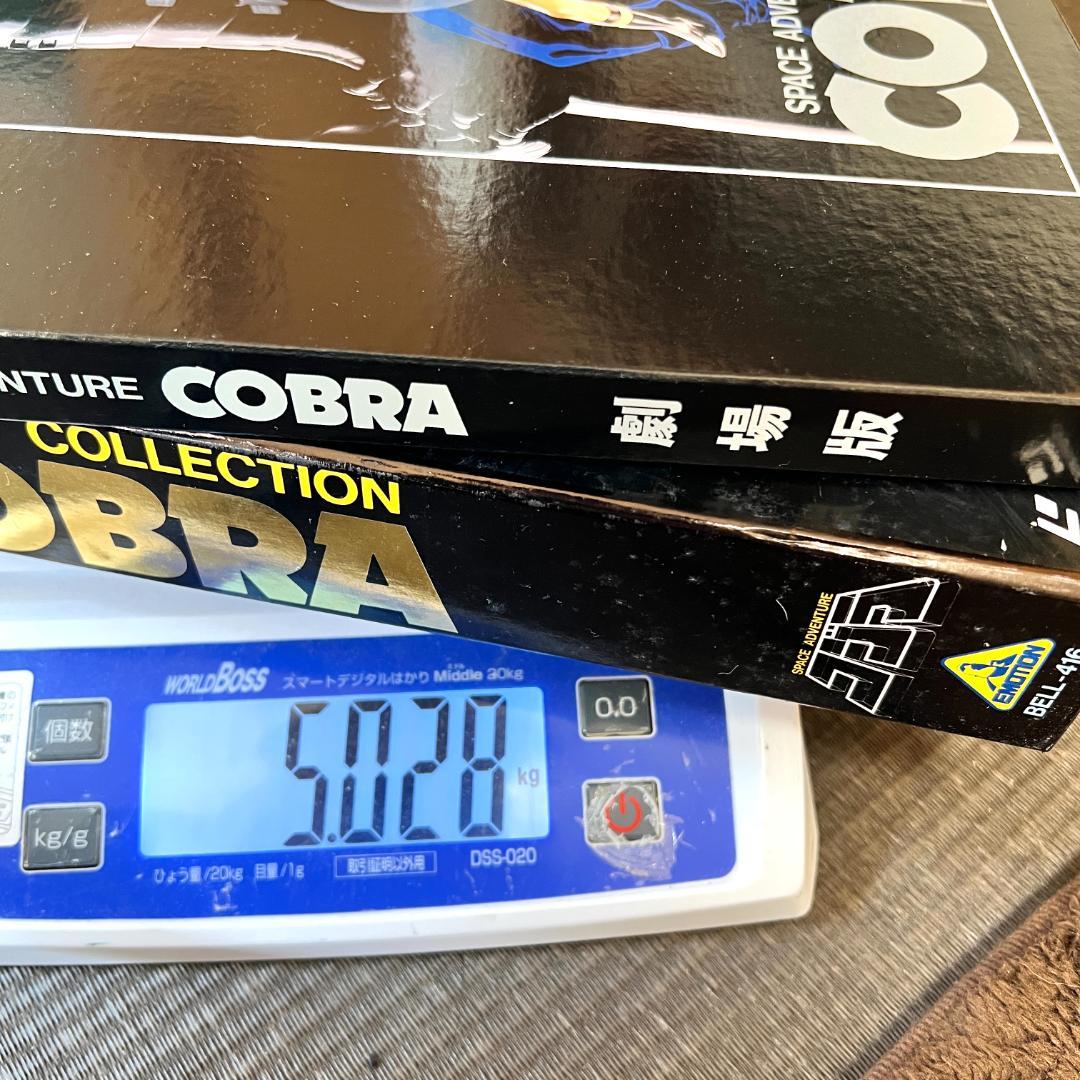 SPACE ADVE
CO
NTURE COBRA 劇場版
COLLECTION
OBRA
SPACE ADVENTURE
コブラ
EMOTION
BELL-416
WORLDBOSS スマートデジタルはかり Middle 20kg
個数
5.028 kg
0.0
kg/g
ひょう量/20kg 目量/1g
取引証明以外用
DSS-020